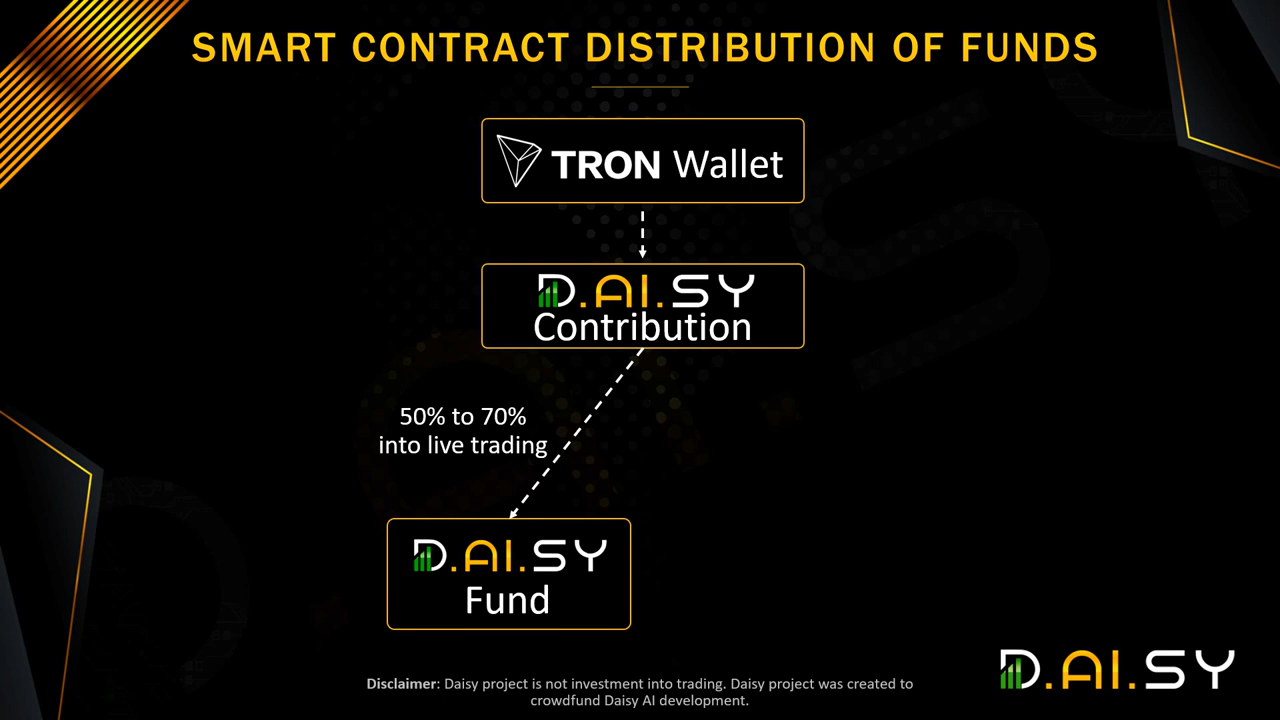 SMART CONTRACT DISTRIBUTION OF FUNDS
TRON Wallet
D.AI.SY
Contribution
50% to 70%
into live trading
D.AI.SY
Fund
Disclaimer: Daisy project is not investment into trading. Daisy project was created to
crowdfund Daisy AI development.
D.AI.SY